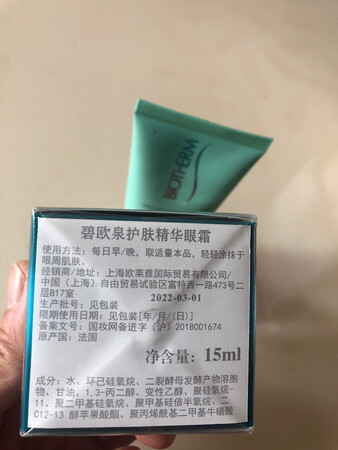 BIOTHERM
碧欧泉护肤精华眼霜
使用方法：每日早/晚，取适量本品，轻轻涂抹于
眼周肌肤。
经销商/地址：上海欧莱雅国际贸易有限公司/
中国（上海）自由贸易试验区富特西一路473号二
层B17室
2022-03-01
生产批号：见包装
限期使用日期：见包装[年/月/(日)]
备案文号：国妆网备进字（沪）2018001674
原产国：法国
净含量：15ml
成分：水、环己硅氧烷、二裂酵母发酵产物溶胞
物、甘油、1,3-丙二醇、变性乙醇、聚硅氧烷-
11、聚二甲基硅氧烷、聚甲基硅倍半氧烷、二
C12-13 醇苹果酸酯、聚丙烯酰基二甲基牛磺酸